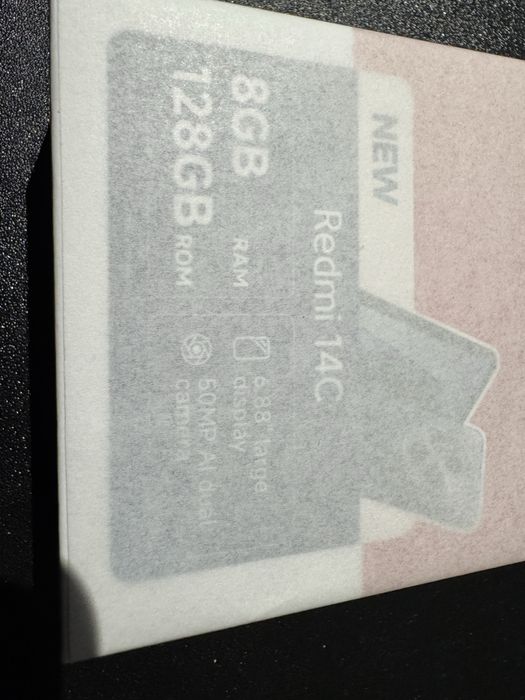 NEW
Redmi 14C
8GB RAM
128GB ROM
6.88" large
display
50MP AI dual
camera